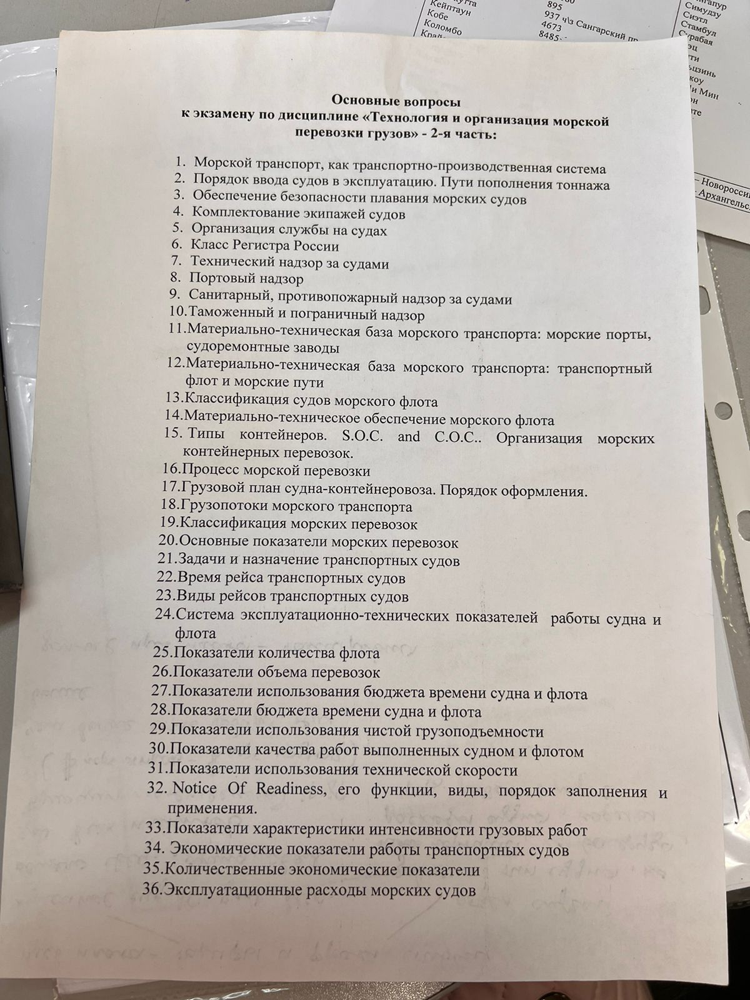 Кейптаун
Кобе
Коломбо
895
937 ч\з Сангарский
4673
Симудзу
Сиэтл
Стамбул
Основные вопросы
к экзамену по дисциплине «Технология и организация морской
перевозки грузов» - 2-я часть:
1. Морской транспорт, как транспортно-производственная система
2. Порядок ввода судов в эксплуатацию. Пути пополнения тоннажа
3. Обеспечение безопасности плавания морских судов
4. Комплектование экипажей судов
5. Организация службы на судах
6. Класс Регистра России
7. Технический надзор за судами
8. Портовый надзор
9. Санитарный, противопожарный надзор за судами
10.Таможенный и пограничный надзор
11.Материально-техническая база морского транспорта: морские порты,
судоремонтные заводы
12.Материально-техническая база морского транспорта: транспортный
флот и морские пути
13.Классификация судов морского флота
14.Материально-техническое обеспечение морского флота
15. Типы контейнеров. S.O.C. and C.O.C.. Организация морских
контейнерных перевозок.
16.Процесс морской перевозки
17.Грузовой план судна-контейнеровоза. Порядок оформления.
18.Грузопотоки морского транспорта
19.Классификация морских перевозок
20.Основные показатели морских перевозок
21.Задачи и назначение транспортных судов
22.Время рейса транспортных судов
23.Виды рейсов транспортных судов
24.Система эксплуатационно-технических показателей работы судна и
флота
25.Показатели количества флота
26.Показатели объема перевозок
27.Показатели использования бюджета времени судна и флота
28.Показатели бюджета времени судна и флота
29.Показатели использования чистой грузоподъемности
30.Показатели качества работ выполненных судном и флотом
31.Показатели использования технической скорости
32. Notice Of Readiness, его функции, виды, порядок заполнения и
применения.
33.Показатели характеристики интенсивности грузовых работ
34. Экономические показатели работы транспортных судов
35.Количественные экономические показатели
36.Эксплуатационные расходы морских судов